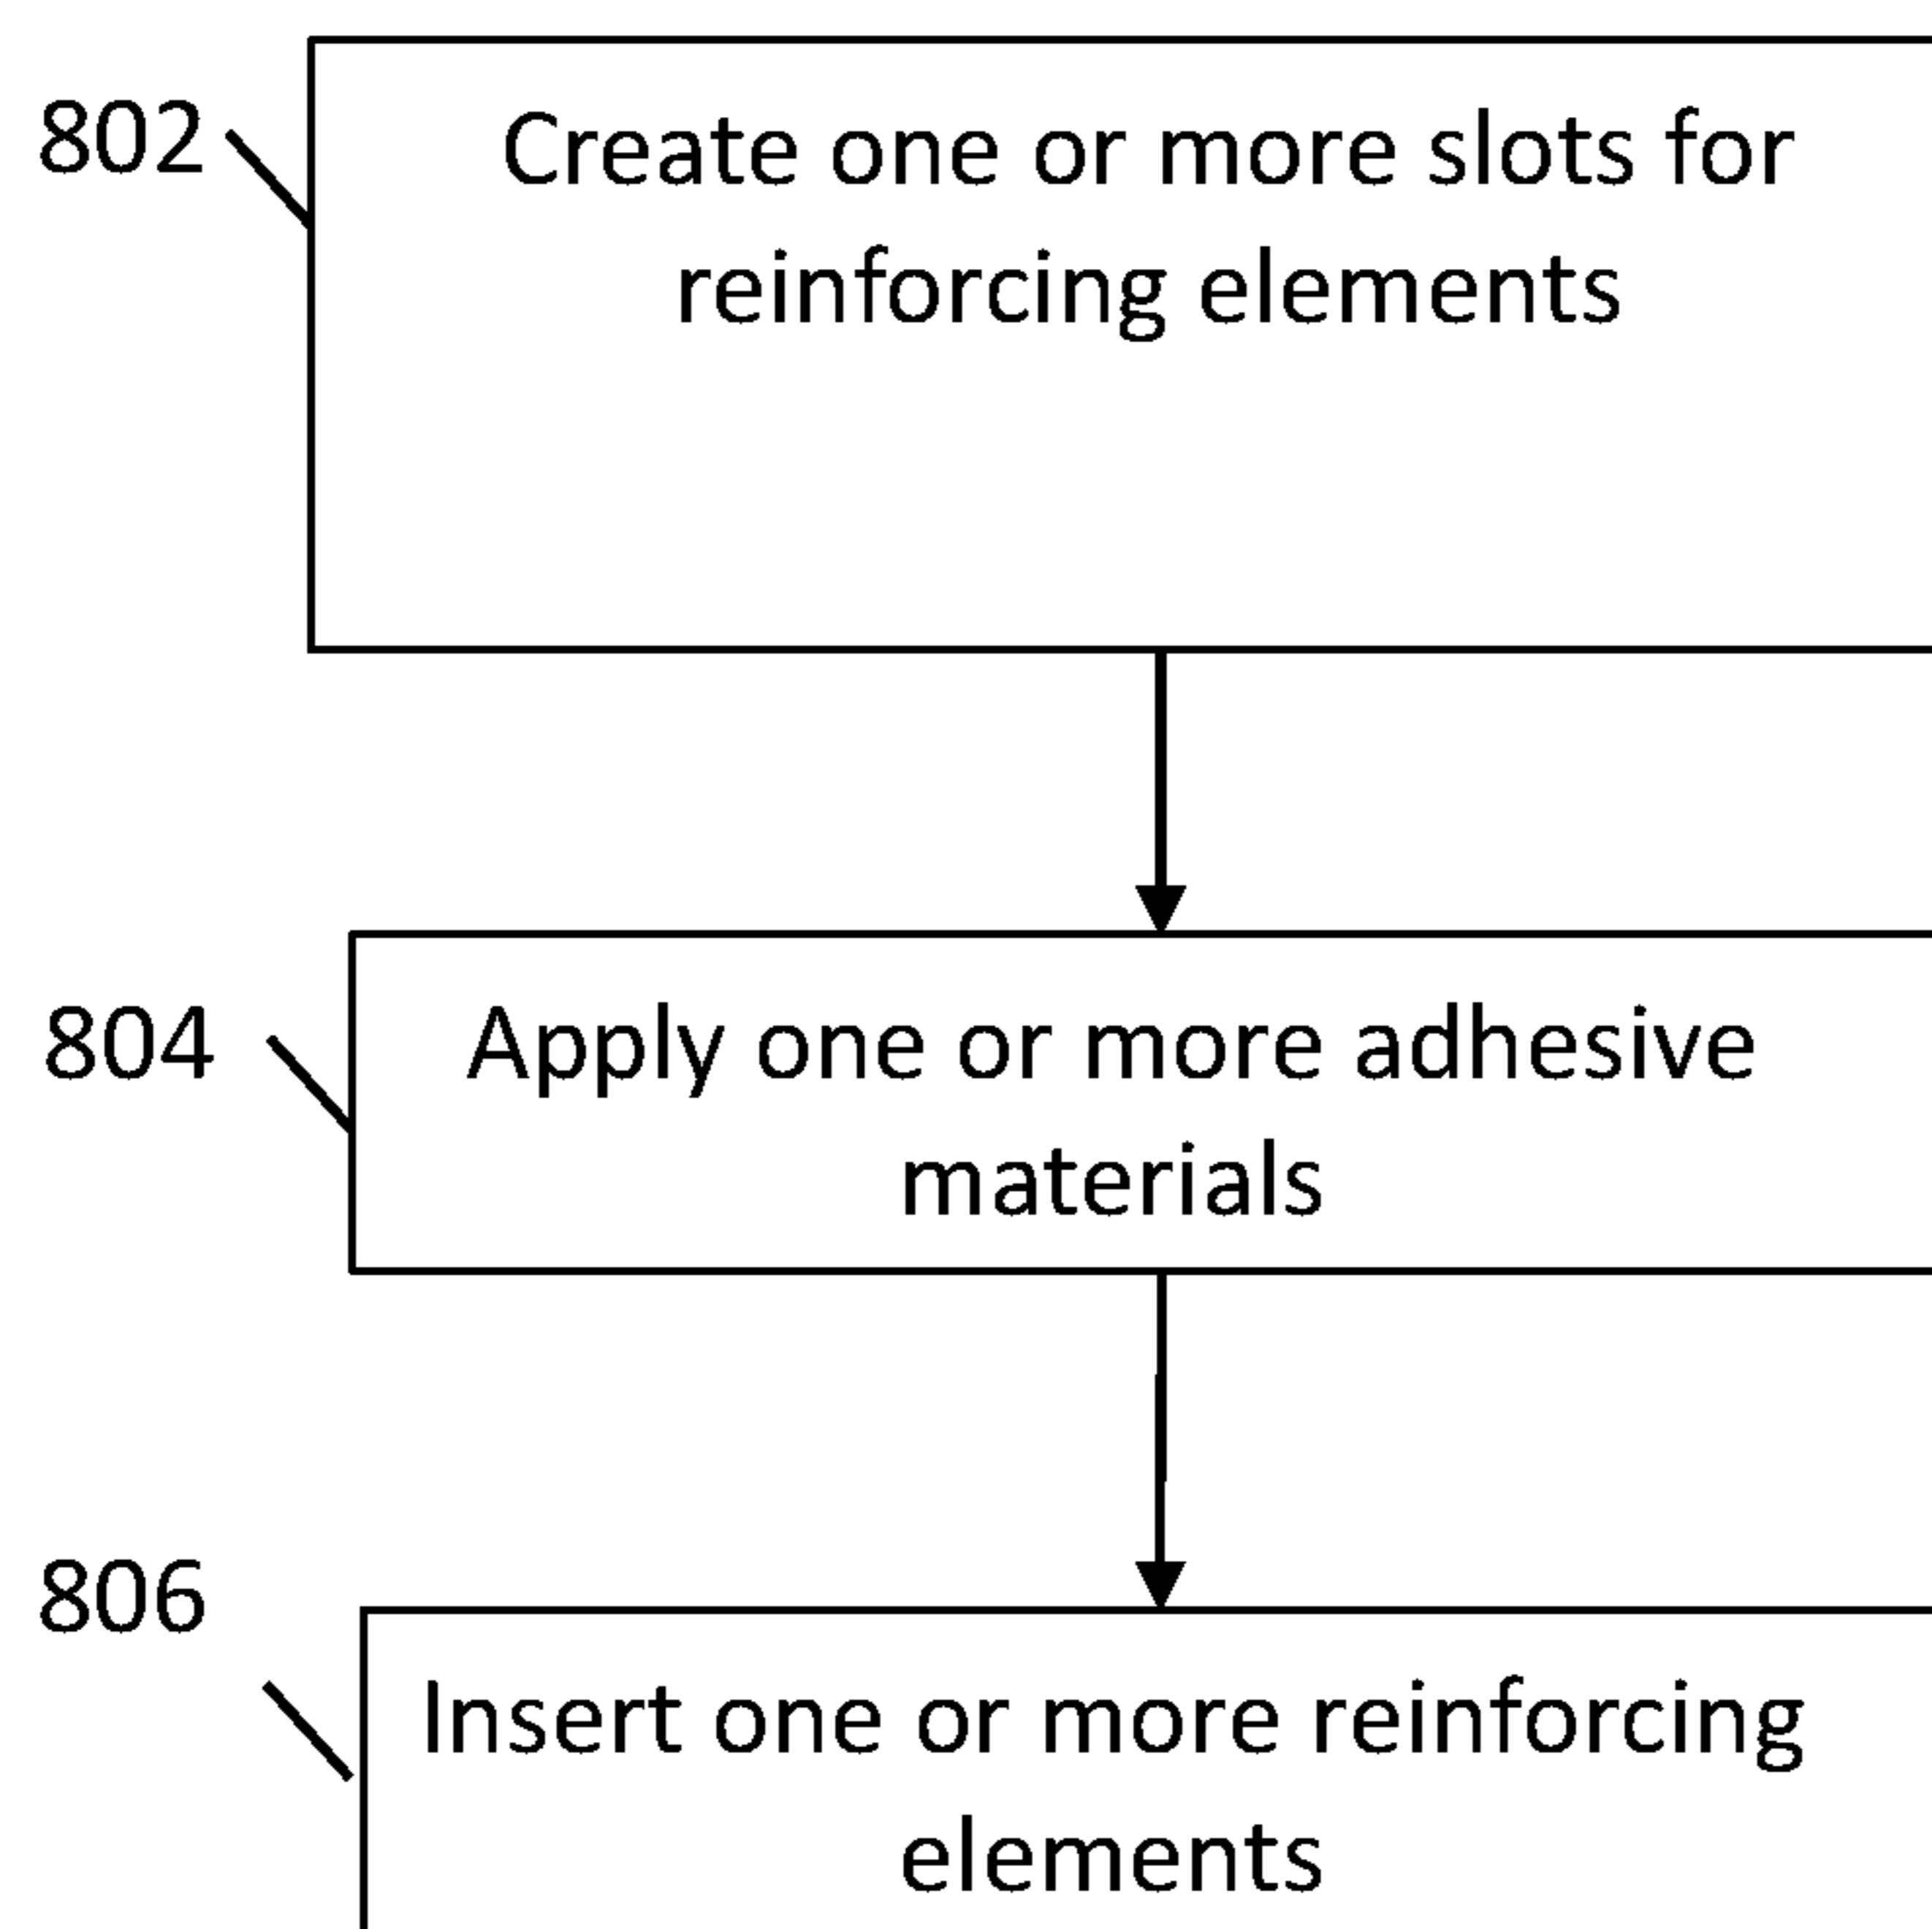 802
Create one or more slots for
reinforcing elements
804
Apply one or more adhesive
materials
806
Insert one or more reinforcing
elements